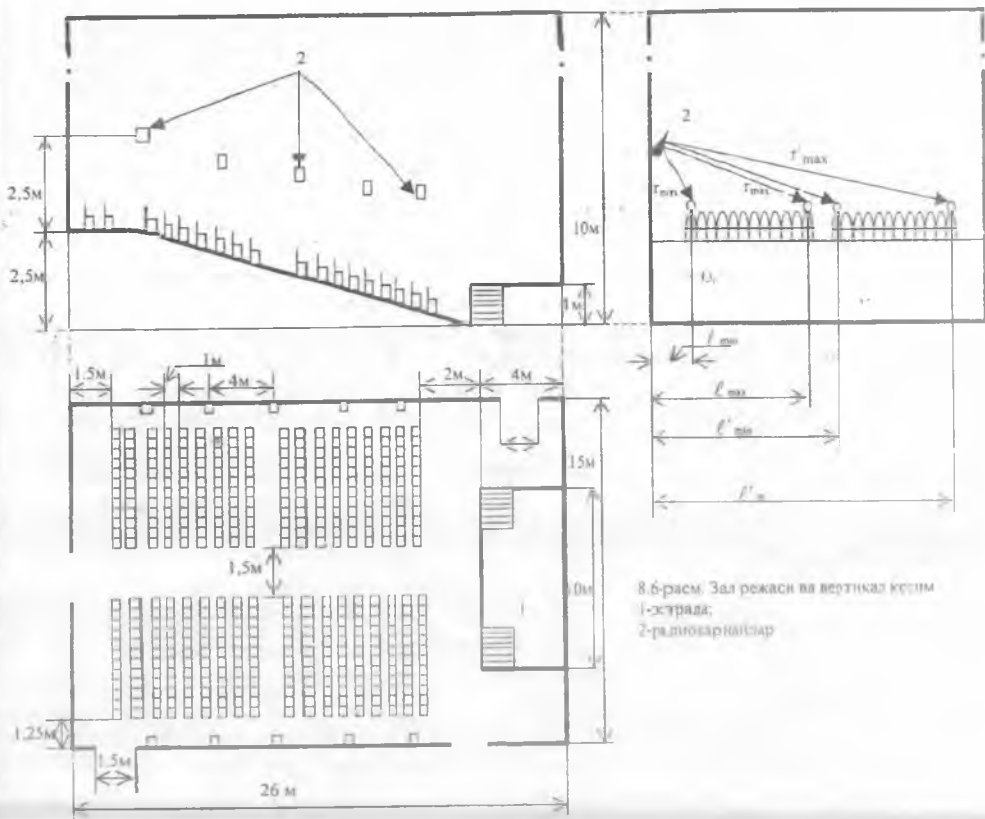 2
2
2,5м
2,5м
10м
1м
r'max
rmin
rmax
ℓ min
ℓ max
ℓ' min
ℓ'
1м
1.5м
4м
2м
4м
15м
1,5м
10м
1
1,25м
1.5м
26 м
8.6-расм. Зал режаси ва вертикал кесим
1-эстрада;
2-радиокарнайлар